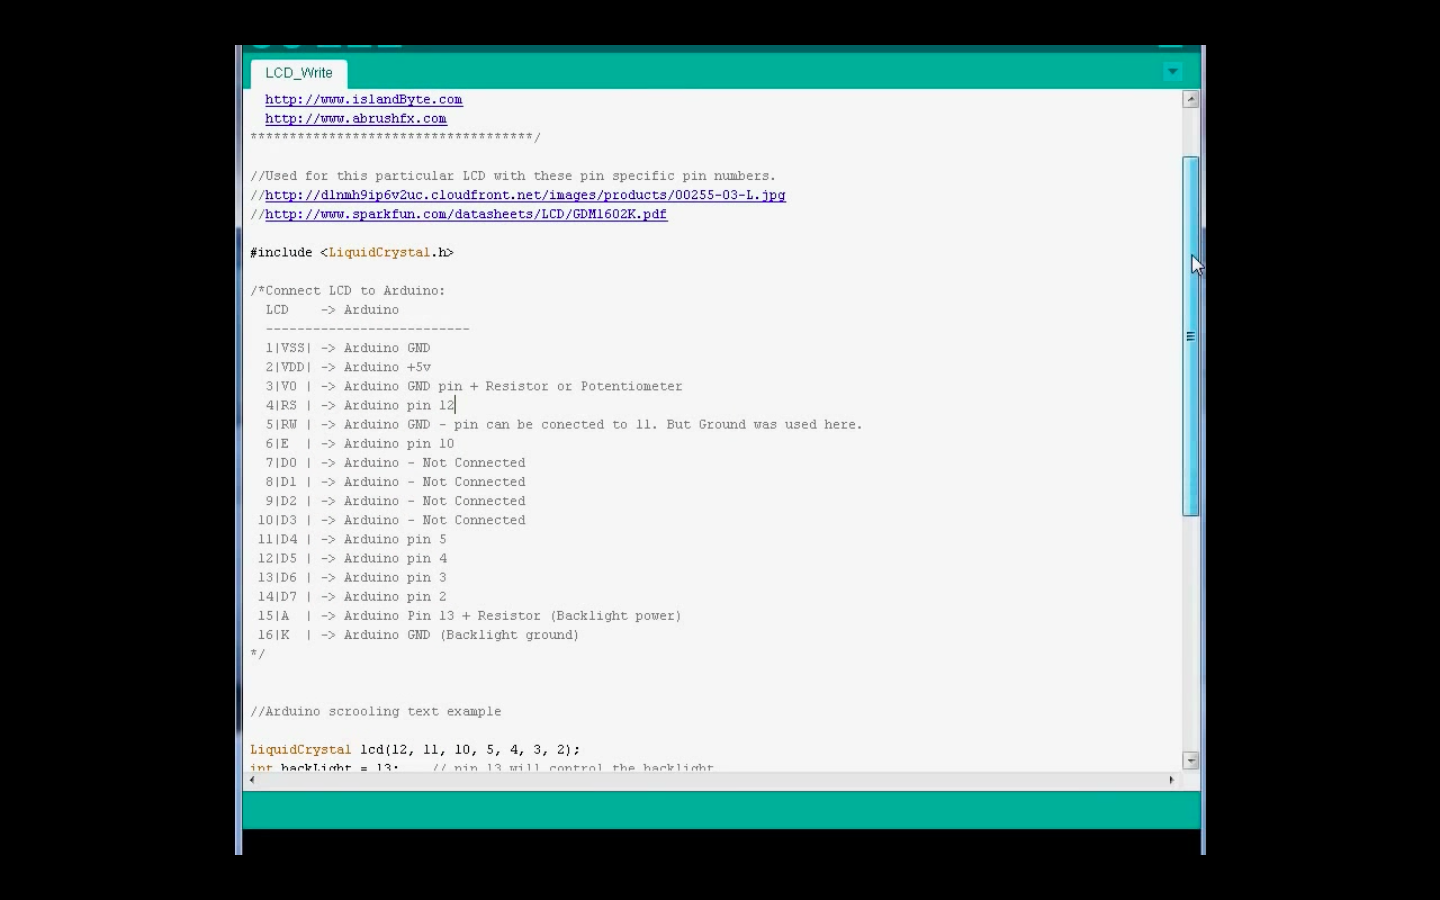 LCD_Write
http://www.islandByte.com
http://www.abrushfx.com
************************************/
//Used for this particular LCD with these pin specific pin numbers.
//http://dlnmh9ip6v2uc.cloudfront.net/images/products/00255-03-L.jpg
//http://www.sparkfun.com/datasheets/LCD/GDM1602K.pdf
#include <LiquidCrystal.h>
/*Connect LCD to Arduino:
LCD    -> Arduino
--------------------------
1|VSS| -> Arduino GND
2|VDD| -> Arduino +5v
3|V0 | -> Arduino GND pin + Resistor or Potentiometer
4|RS | -> Arduino pin 12
5|RW | -> Arduino GND - pin can be conected to 11. But Ground was used here.
6|E  | -> Arduino pin 10
7|D0 | -> Arduino - Not Connected
8|D1 | -> Arduino - Not Connected
9|D2 | -> Arduino - Not Connected
10|D3 | -> Arduino - Not Connected
11|D4 | -> Arduino pin 5
12|D5 | -> Arduino pin 4
13|D6 | -> Arduino pin 3
14|D7 | -> Arduino pin 2
15|A  | -> Arduino Pin 13 + Resistor (Backlight power)
16|K  | -> Arduino GND (Backlight ground)
*/
//Arduino scrooling text example
LiquidCrystal lcd(12, 11, 10, 5, 4, 3, 2);
int backLight = 13;    // pin 13 will control the backlight